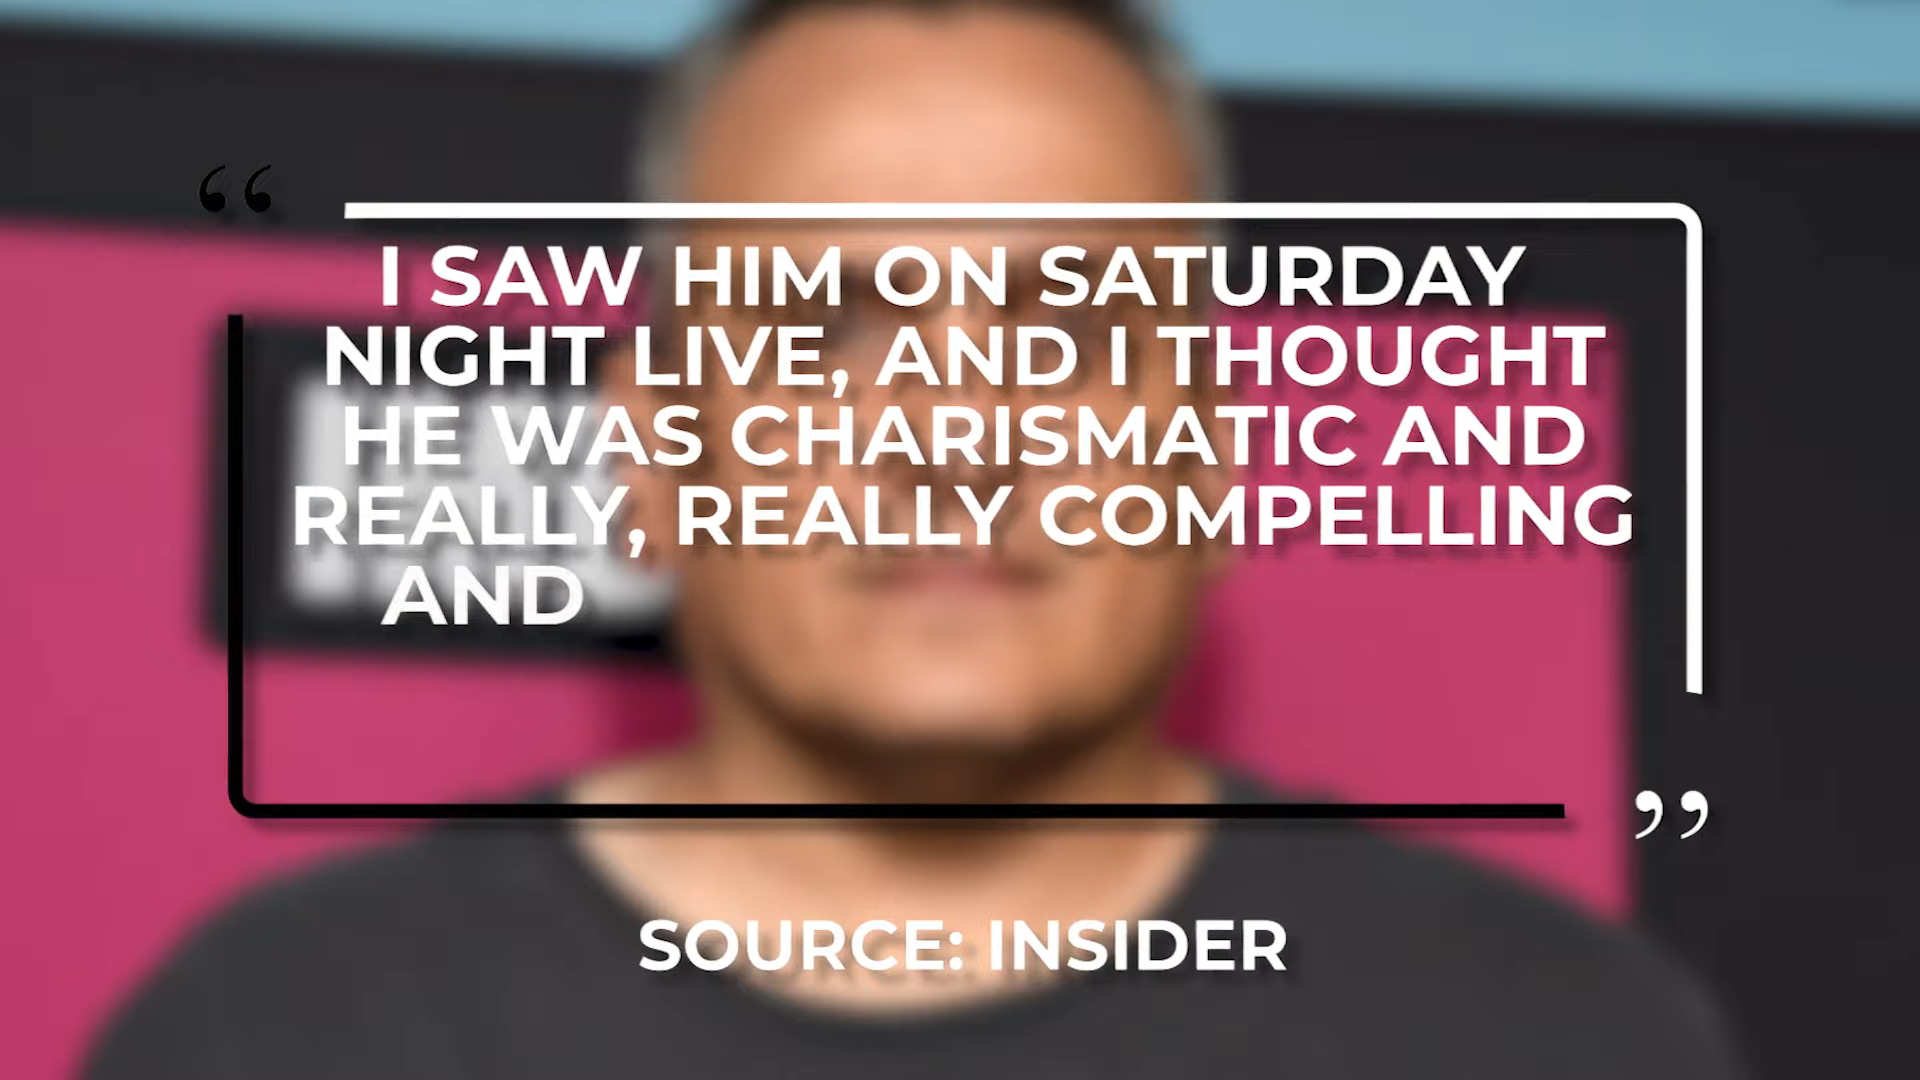 “
I SAW HIM ON SATURDAY
NIGHT LIVE, AND I THOUGHT
HE WAS CHARISMATIC AND
REALLY, REALLY COMPELLING
AND
”
SOURCE: INSIDER